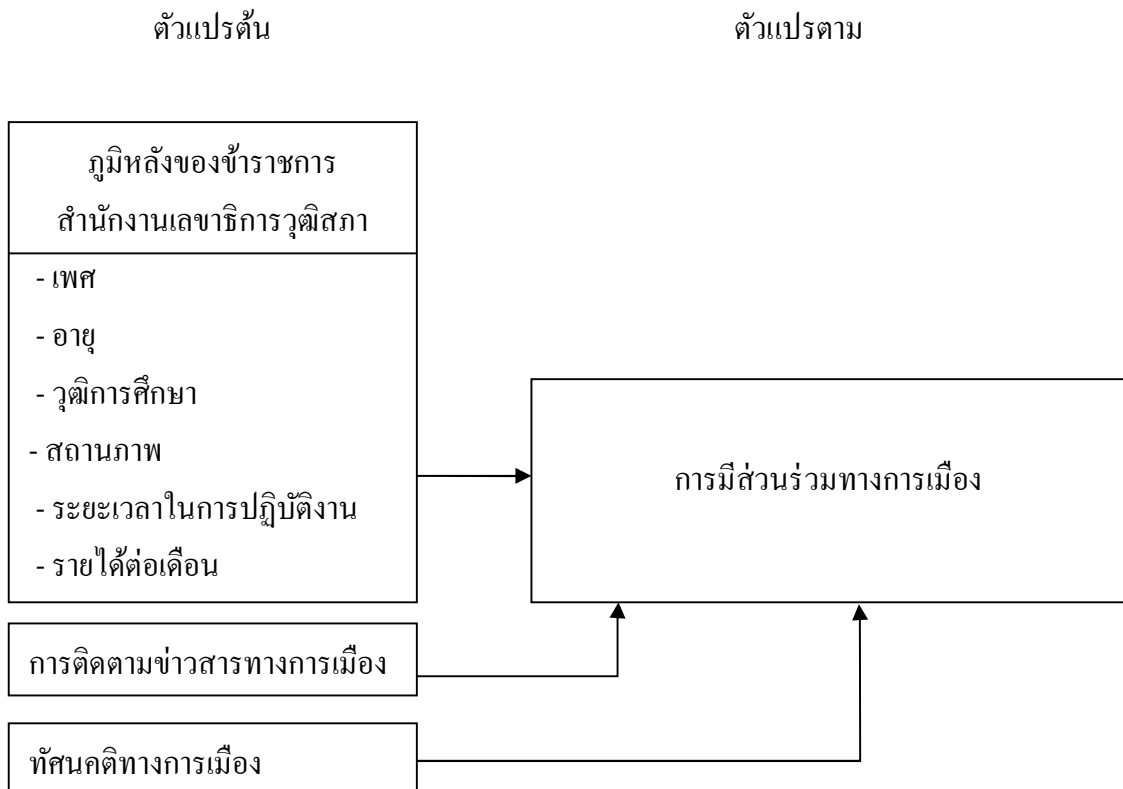 ตัวแปรต้น ตัวแปรตาม
ภูมิหลังของข้าราชการ
สำนักงานเลขาธิการวุฒิสภา
- เพศ
- อายุ
- วุฒิการศึกษา
- สถานภาพ
- ระยะเวลาในการปฏิบัติงาน
- รายได้ต่อเดือน
การมีส่วนร่วมทางการเมือง
การติดตามข่าวสารทางการเมือง
ทัศนคติทางการเมือง